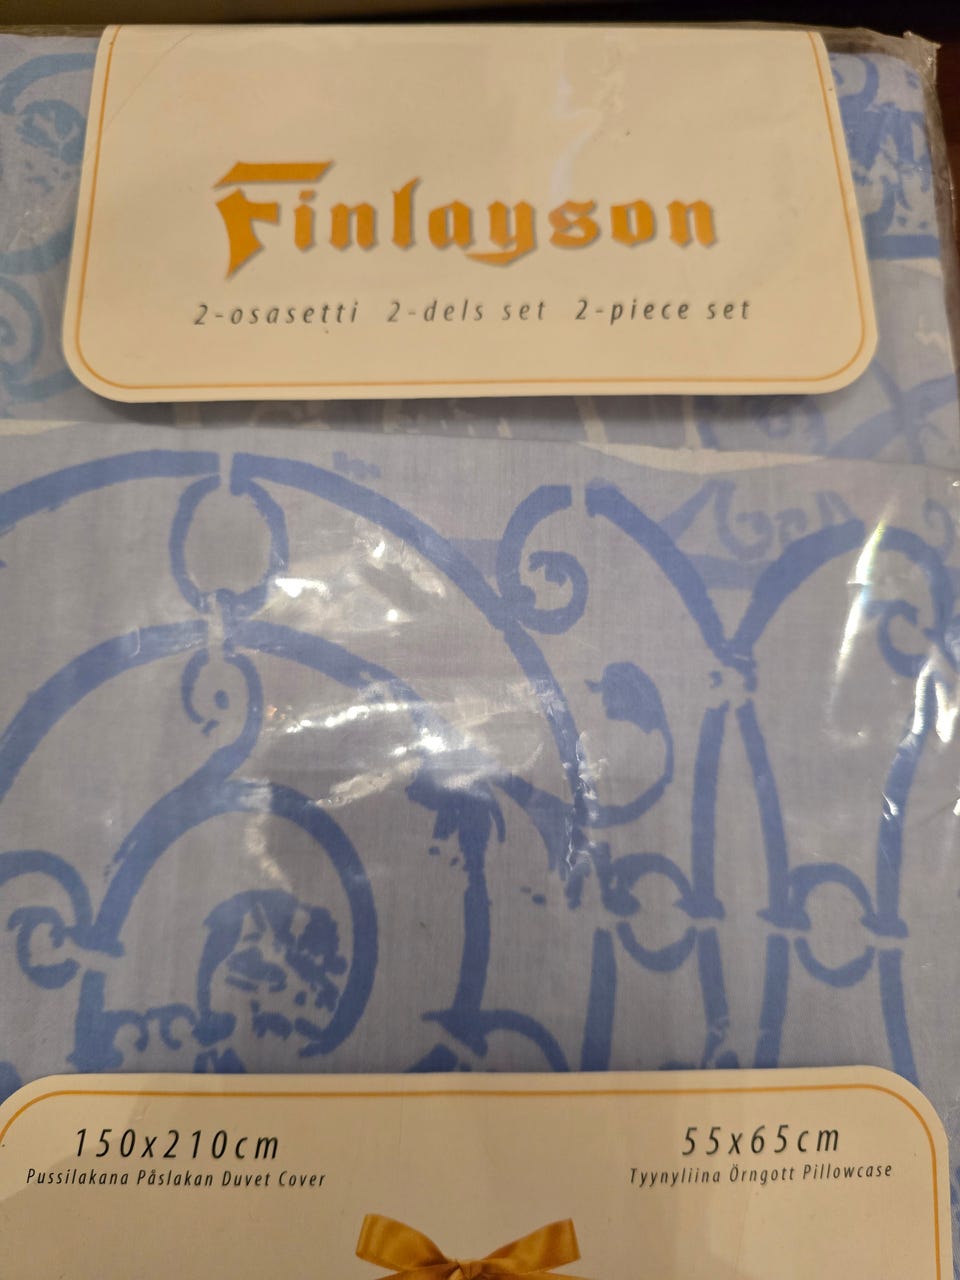 Finlayson
2-osasetti 2-dels set 2-piece set
150x210cm
Pussilakana Påslakan Duvet Cover
55x65cm
Tyynyliina Örngott Pillowcase